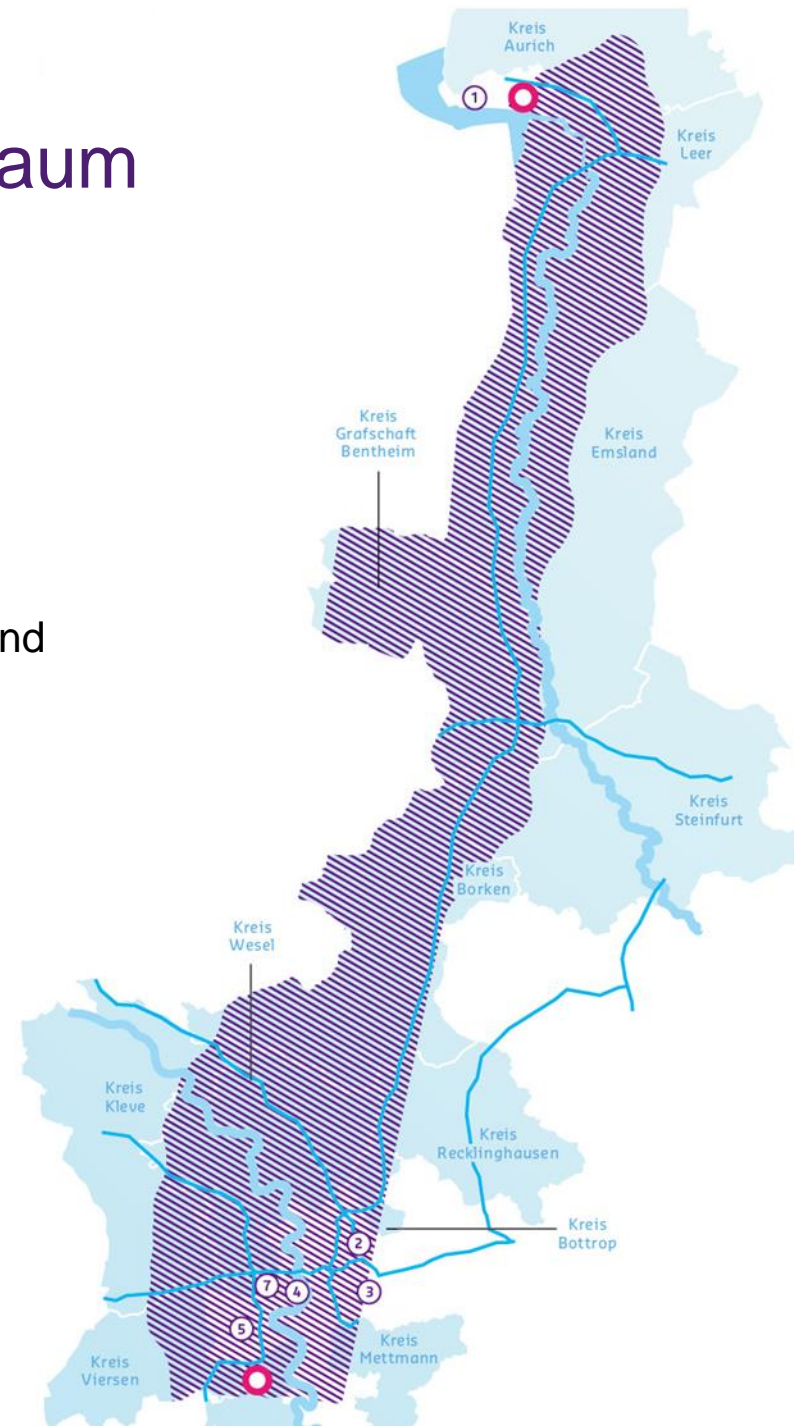 Kreis
Aurich
1
aum
Kreis
Leer
Kreis
Grafschaft
Bentheim
Kreis
Emsland
nd
Kreis
Steinfurt
Kreis
Borken
Kreis
Wesel
Kreis
Kleve
Kreis
Recklinghausen
Kreis
Bottrop
2
7
4
3
5
Kreis
Mettmann
Kreis
Viersen